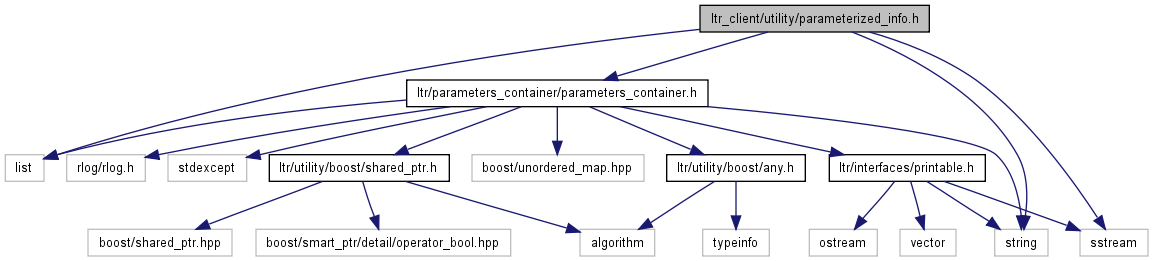 ltr_client/utility/parameterized_info.h
ltr/parameters_container/parameters_container.h
list
rlog/rlog.h
stdexcept
ltr/utility/boost/shared_ptr.h
boost/unordered_map.hpp
ltr/utility/boost/any.h
ltr/interfaces/printable.h
boost/shared_ptr.hpp
boost/smart_ptr/detail/operator_bool.hpp
algorithm
typeinfo
ostream
vector
string
sstream